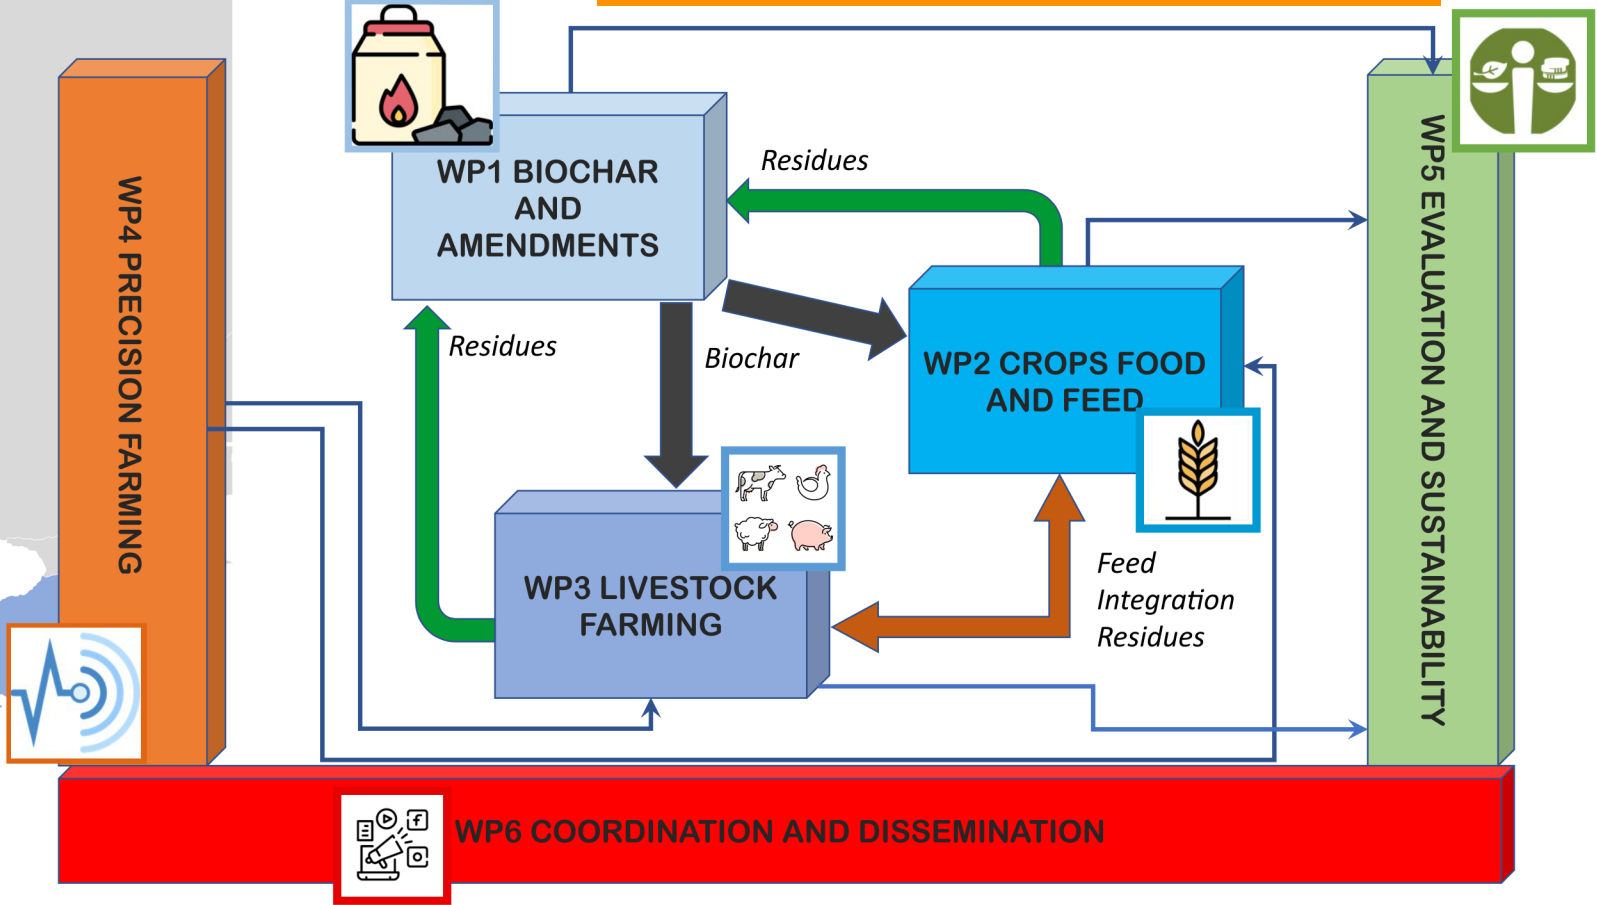 Residues
WP1 BIOCHAR
AND
AMENDMENTS
WP4 PRECISION FARMING
WP5 EVALUATION AND SUSTAINABILITY
Residues
Biochar
WP2 CROPS FOOD
AND FEED
Feed
Integration
Residues
WP3 LIVESTOCK
FARMING
WP6 COORDINATION AND DISSEMINATION